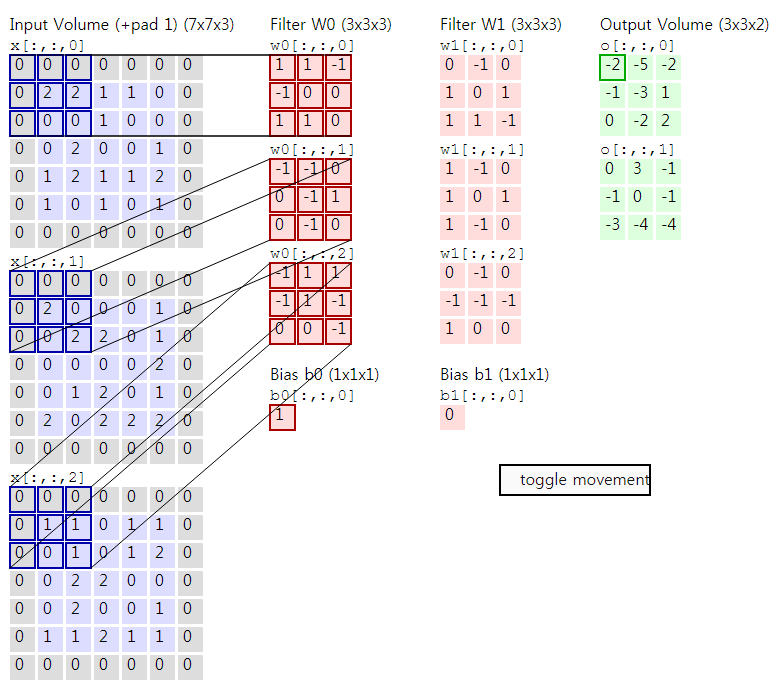 Input Volume (+pad 1) (7x7x3)
x[:,:,0]
0 0 0 0 0 0 0
0 2 2 1 1 0 0
0 0 0 1 0 0 0
0 0 2 0 0 1 0
0 1 2 1 1 2 0
0 1 0 1 0 1 0
0 0 0 0 0 0 0
x[:,:,1]
0 0 0 0 0 0 0
0 2 0 0 0 1 0
0 0 2 2 0 1 0
0 0 0 0 0 2 0
0 0 1 2 0 1 0
0 2 0 2 2 2 0
0 0 0 0 0 0 0
x[:,:,2]
0 0 0 0 0 0 0
0 1 1 0 1 1 0
0 0 1 0 1 2 0
0 0 2 2 0 0 0
0 0 2 0 0 1 0
0 1 1 2 1 1 0
0 0 0 0 0 0 0
Filter W0 (3x3x3)
w0[:,:,0]
1 1 -1
-1 0 0
1 1 0
w0[:,:,1]
-1 -1 0
0 -1 1
0 -1 0
w0[:,:,2]
-1 1 1
-1 1 -1
0 0 -1
Bias b0 (1x1x1)
b0[:,:,0]
1
Filter W1 (3x3x3)
w1[:,:,0]
0 -1 0
1 0 1
1 1 -1
w1[:,:,1]
1 -1 0
1 0 1
1 -1 0
w1[:,:,2]
0 -1 0
-1 -1 -1
1 0 0
Bias b1 (1x1x1)
b1[:,:,0]
0
Output Volume (3x3x2)
o[:,:,0]
-2 -5 -2
-1 -3 1
0 -2 2
o[:,:,1]
0 3 -1
-1 0 -1
-3 -4 -4
toggle movement